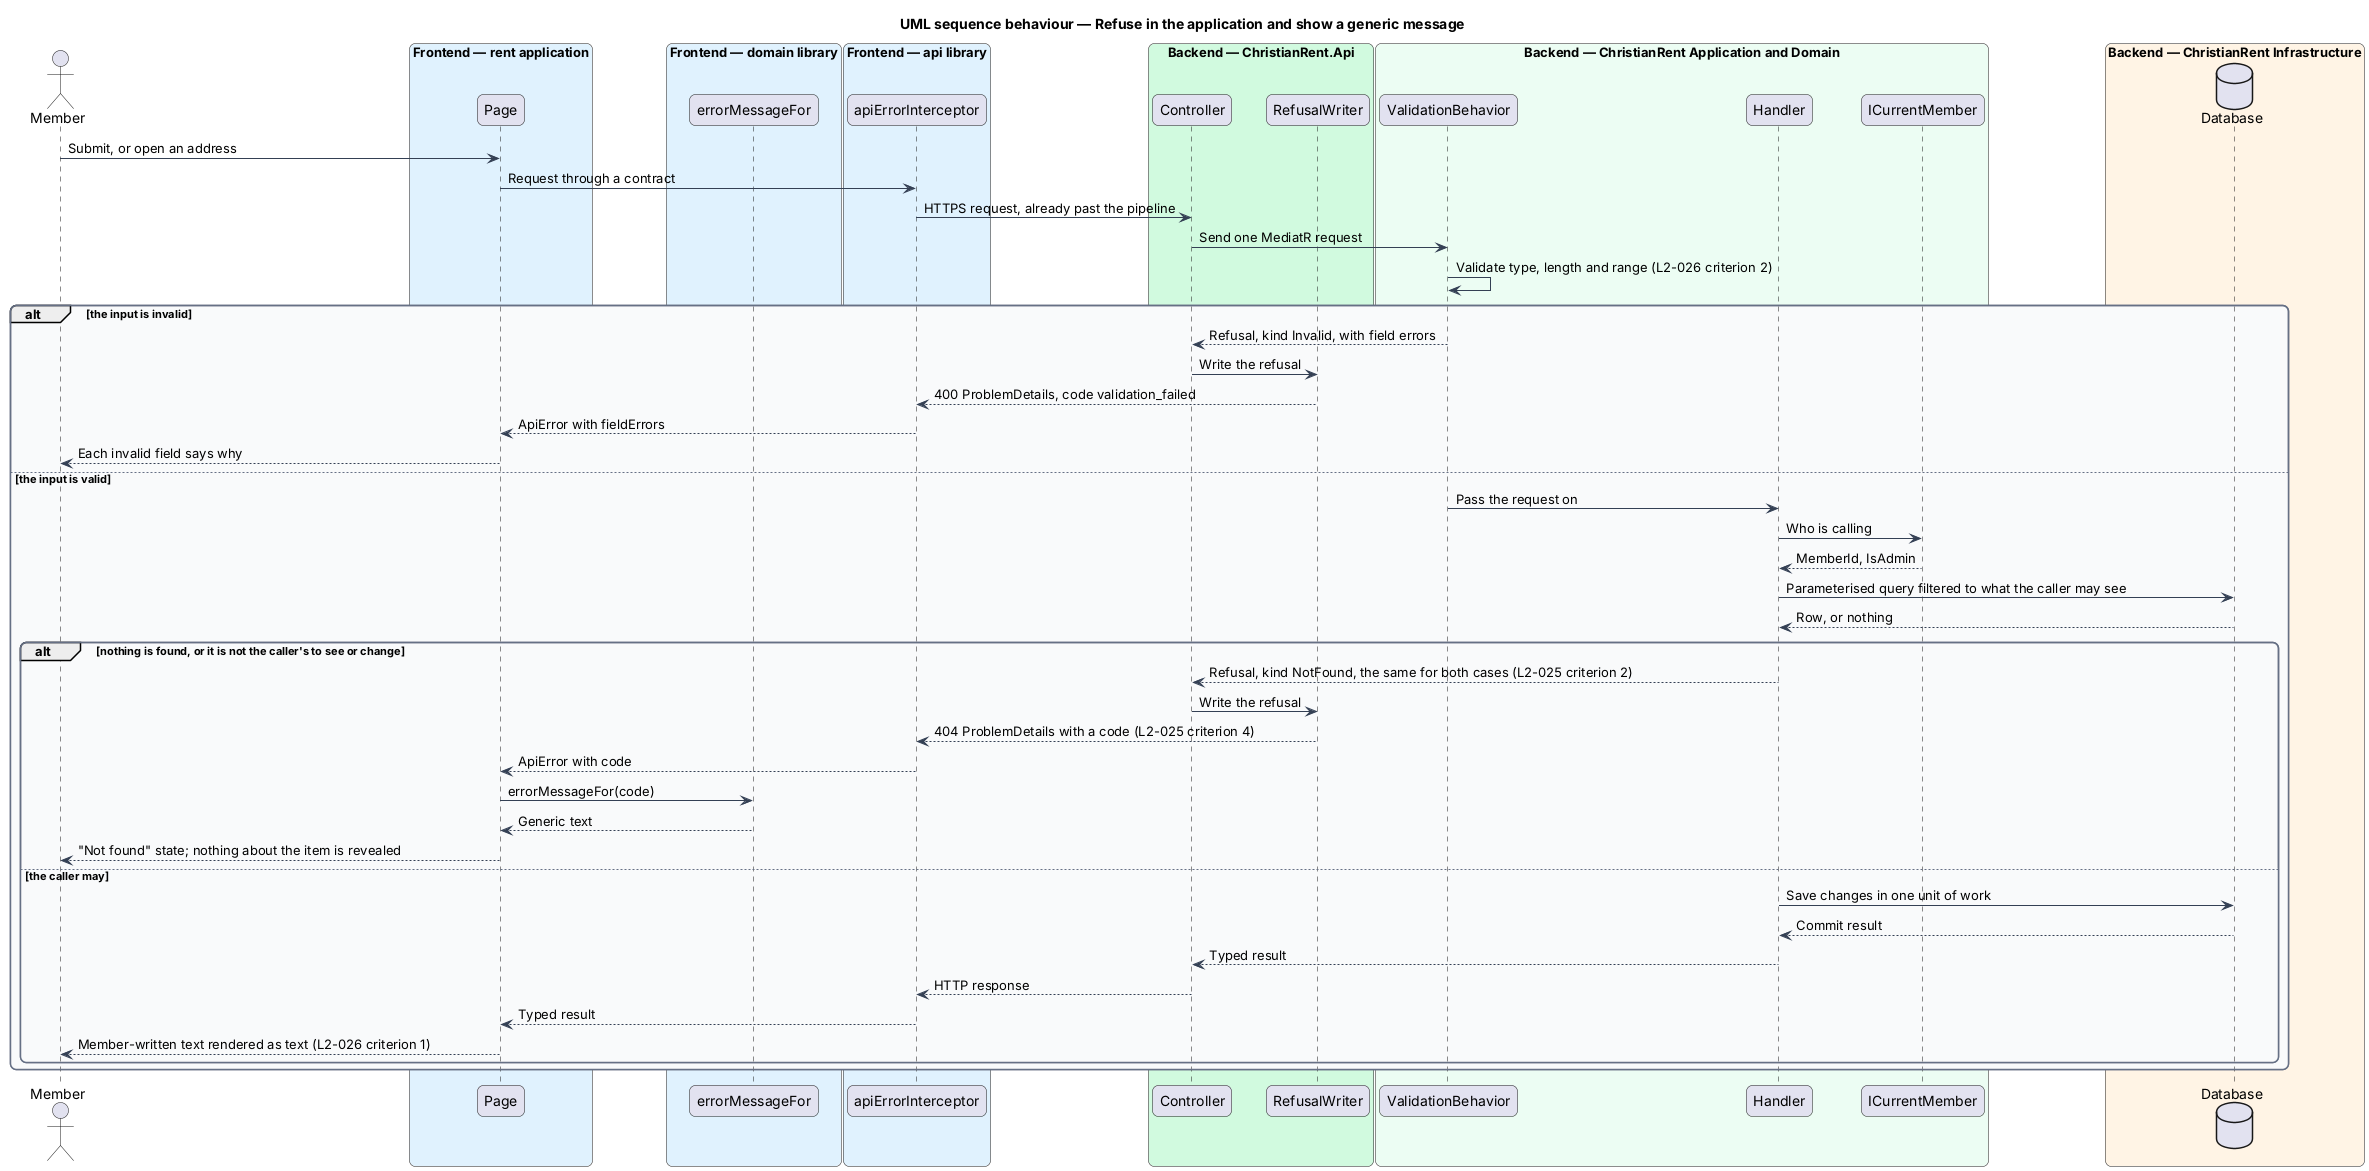 UML sequence behaviour — Refuse in the application and show a generic message
Frontend — rent application
Frontend — domain library
Frontend — api library
Backend — ChristianRent.Api
Backend — ChristianRent Application and Domain
Backend — ChristianRent Infrastructure
Member
Page
errorMessageFor
apiErrorInterceptor
Controller
RefusalWriter
ValidationBehavior
Handler
ICurrentMember
Database
Submit, or open an address
Request through a contract
HTTPS request, already past the pipeline
Send one MediatR request
Validate type, length and range (L2-026 criterion 2)
alt [the input is invalid]
Refusal, kind Invalid, with field errors
Write the refusal
400 ProblemDetails, code validation_failed
ApiError with fieldErrors
Each invalid field says why
[the input is valid]
Pass the request on
Who is calling
MemberId, IsAdmin
Parameterised query filtered to what the caller may see
Row, or nothing
alt [nothing is found, or it is not the caller's to see or change]
Refusal, kind NotFound, the same for both cases (L2-025 criterion 2)
Write the refusal
404 ProblemDetails with a code (L2-025 criterion 4)
ApiError with code
errorMessageFor(code)
Generic text
"Not found" state; nothing about the item is revealed
[the caller may]
Save changes in one unit of work
Commit result
Typed result
HTTP response
Typed result
Member-written text rendered as text (L2-026 criterion 1)
Member
Page
errorMessageFor
apiErrorInterceptor
Controller
RefusalWriter
ValidationBehavior
Handler
ICurrentMember
Database